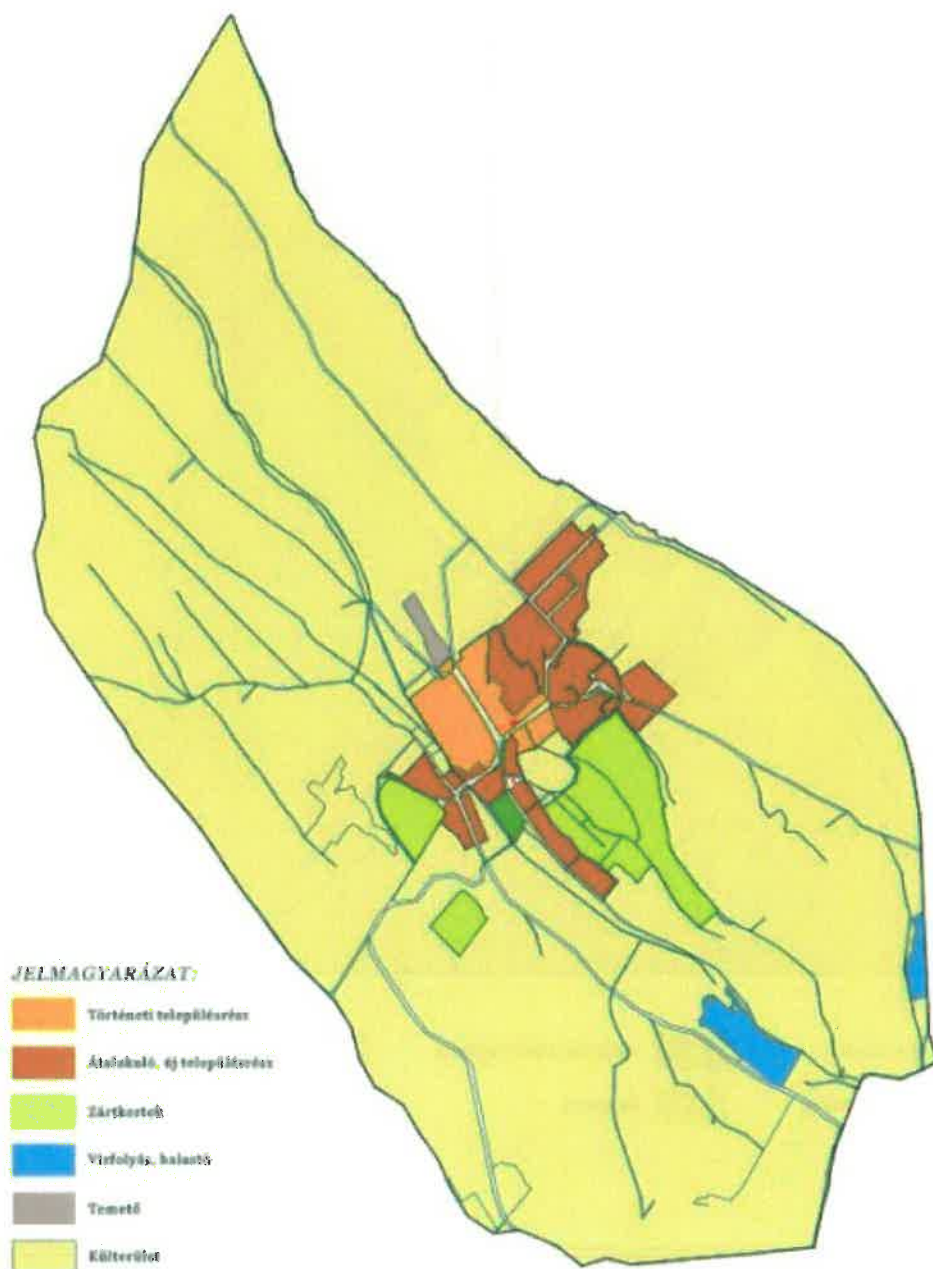 JELMAGYARÁZAT:
Történeti településrész
Átalakuló, új településrész
Zártkertek
Vízfolyás, halastó
Temető
Külterület